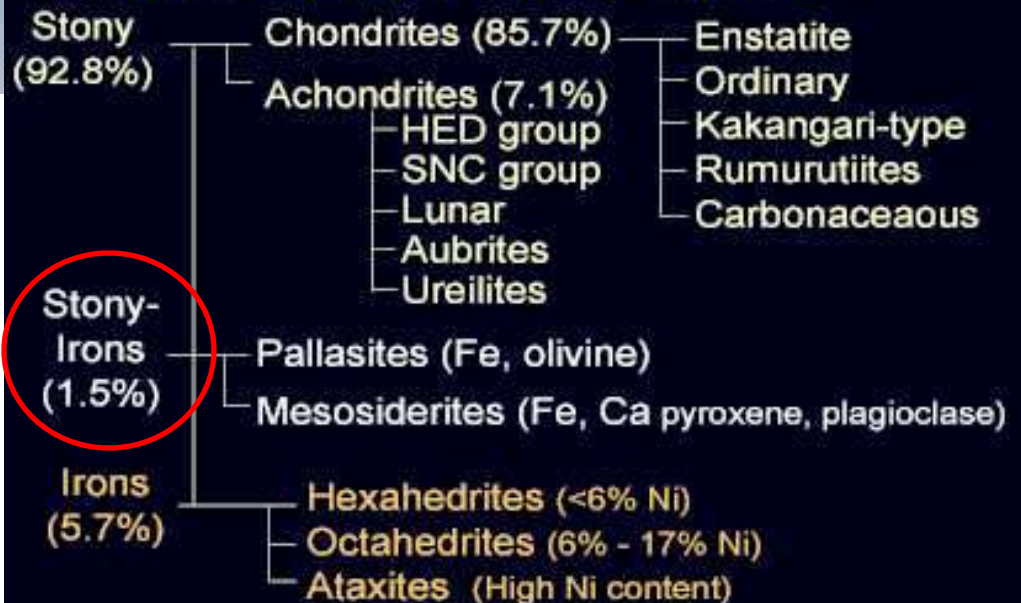 Stony
(92.8%)
Chondrites (85.7%)
Enstatite
Ordinary
Kakangari-type
Rumurutiites
Carbonaceaous
Achondrites (7.1%)
HED group
SNC group
Lunar
Aubrites
Ureilites
Stony-
Irons
(1.5%)
Pallasites (Fe, olivine)
Mesosiderites (Fe, Ca pyroxene, plagioclase)
Irons
(5.7%)
Hexahedrites (<6% Ni)
Octahedrites (6% - 17% Ni)
Ataxites (High Ni content)